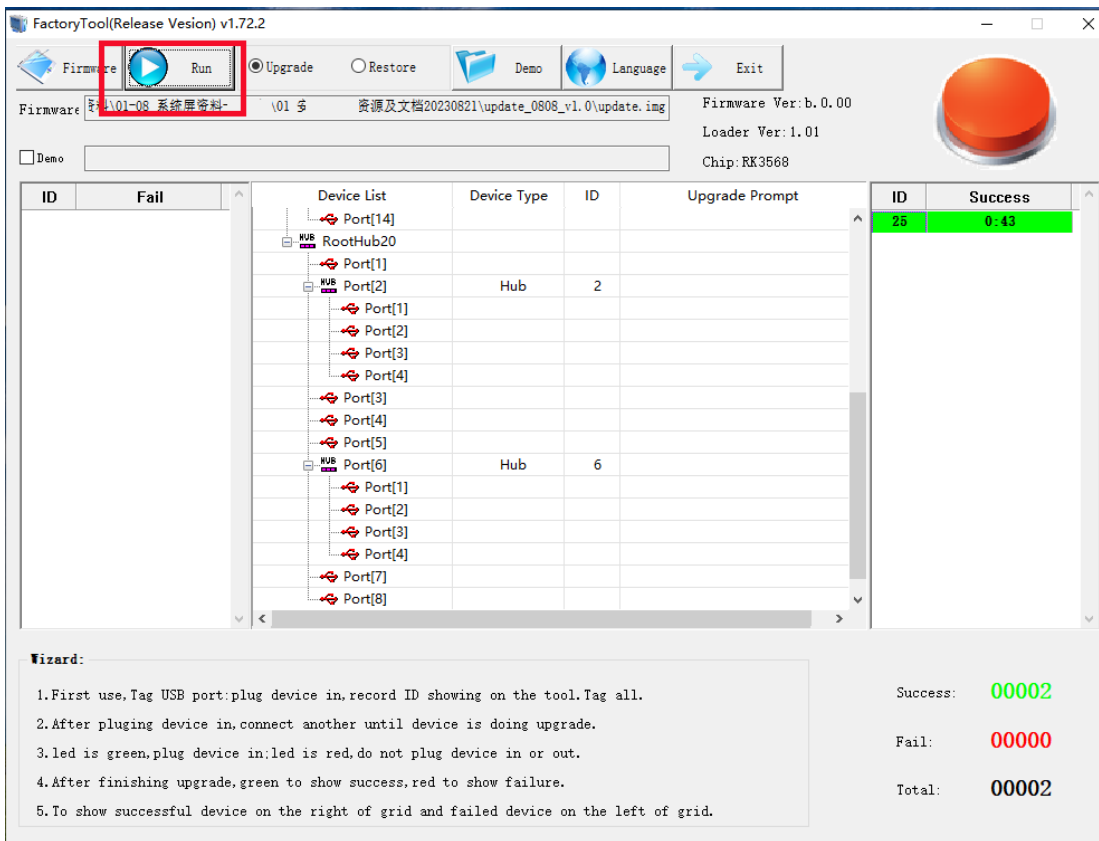 FactoryTool(Release Vesion) v1.72.2
Firmware Run Upgrade Restore Demo Language Exit
Firmware \01-08 系统屏资料- \01 资源及文档20230821\update_0808_v1.0\update.img Firmware Ver:b.0.00
Loader Ver:1.01
Demo Chip:RK3568
ID Fail Device List Device Type ID Upgrade Prompt ID Success
Port[14] 25 0:43
HUB RootHub20
Port[1]
HUB Port[2] Hub 2
Port[1]
Port[2]
Port[3]
Port[4]
Port[3]
Port[4]
Port[5]
HUB Port[6] Hub 6
Port[1]
Port[2]
Port[3]
Port[4]
Port[7]
Port[8]
Wizard:
1.First use,Tag USB port:plug device in,record ID showing on the tool.Tag all.
2.After pluging device in,connect another until device is doing upgrade.
3.led is green,plug device in;led is red,do not plug device in or out.
4.After finishing upgrade,green to show success,red to show failure.
5.To show successful device on the right of grid and failed device on the left of grid.
Success: 00002
Fail: 00000
Total: 00002